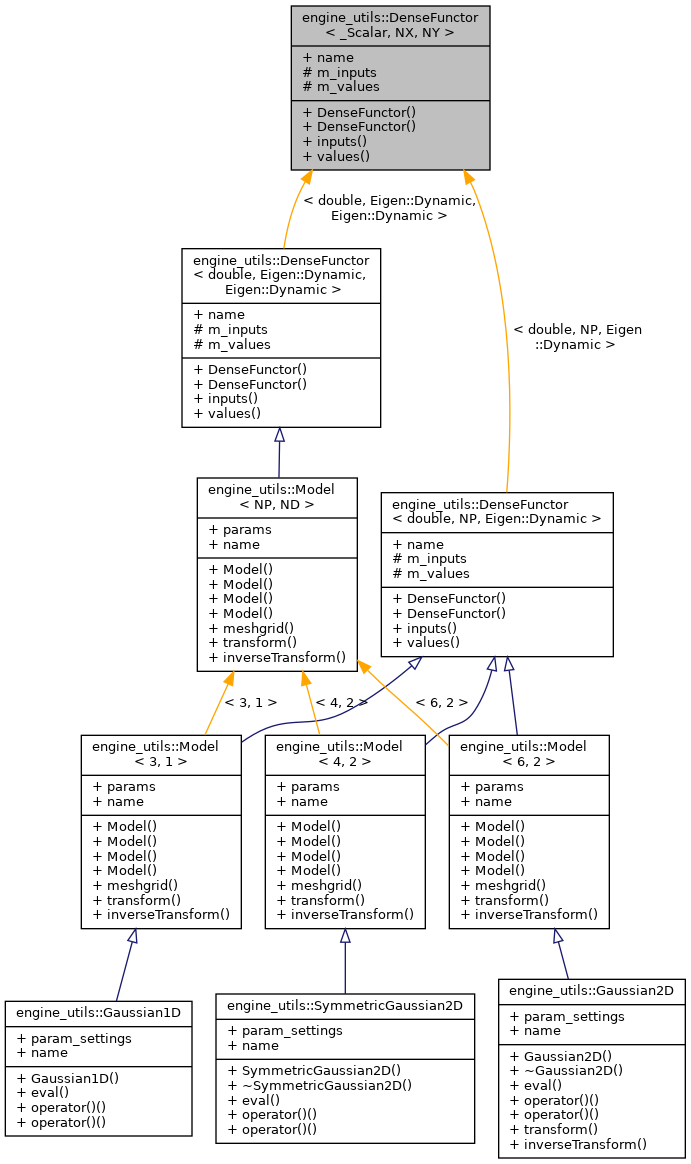 engine_utils::DenseFunctor
< _Scalar, NX, NY >
+ name
# m_inputs
# m_values
+ DenseFunctor()
+ DenseFunctor()
+ inputs()
+ values()
< double, Eigen::Dynamic,
Eigen::Dynamic >
engine_utils::DenseFunctor
< double, Eigen::Dynamic,
Eigen::Dynamic >
+ name
# m_inputs
# m_values
+ DenseFunctor()
+ DenseFunctor()
+ inputs()
+ values()
< double, NP, Eigen
::Dynamic >
engine_utils::Model
< NP, ND >
+ params
+ name
+ Model()
+ Model()
+ Model()
+ Model()
+ meshgrid()
+ transform()
+ inverseTransform()
engine_utils::DenseFunctor
< double, NP, Eigen::Dynamic >
+ name
# m_inputs
# m_values
+ DenseFunctor()
+ DenseFunctor()
+ inputs()
+ values()
< 3, 1 >
< 4, 2 >
< 6, 2 >
engine_utils::Model
< 3, 1 >
+ params
+ name
+ Model()
+ Model()
+ Model()
+ Model()
+ meshgrid()
+ transform()
+ inverseTransform()
engine_utils::Model
< 4, 2 >
+ params
+ name
+ Model()
+ Model()
+ Model()
+ Model()
+ meshgrid()
+ transform()
+ inverseTransform()
engine_utils::Model
< 6, 2 >
+ params
+ name
+ Model()
+ Model()
+ Model()
+ Model()
+ meshgrid()
+ transform()
+ inverseTransform()
engine_utils::Gaussian1D
+ param_settings
+ name
+ Gaussian1D()
+ eval()
+ operator()()
+ operator()()
engine_utils::SymmetricGaussian2D
+ param_settings
+ name
+ SymmetricGaussian2D()
+ ~SymmetricGaussian2D()
+ eval()
+ operator()()
+ operator()()
engine_utils::Gaussian2D
+ param_settings
+ name
+ Gaussian2D()
+ ~Gaussian2D()
+ eval()
+ operator()()
+ operator()()
+ transform()
+ inverseTransform()